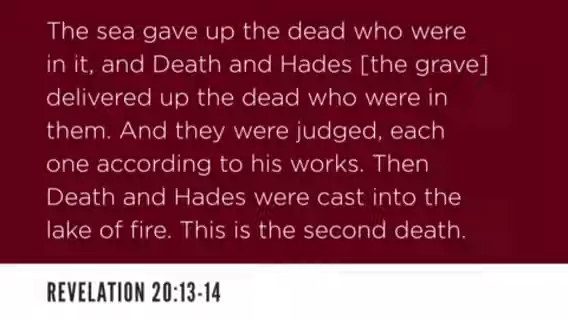 The sea gave up the dead who were
in it, and Death and Hades [the grave]
delivered up the dead who were in
them. And they were judged, each
one according to his works. Then
Death and Hades were cast into the
lake of fire. This is the second death.
REVELATION 20:13-14